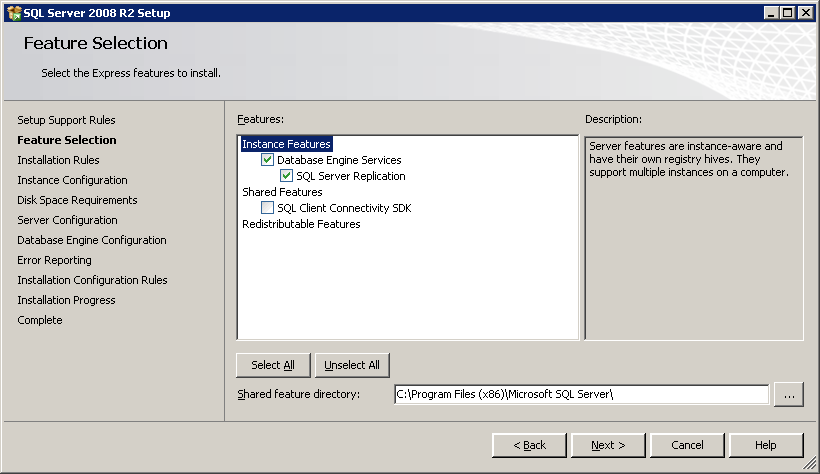 SQL Server 2008 R2 Setup
Feature Selection
Select the Express features to install.
Setup Support Rules
Feature Selection
Installation Rules
Instance Configuration
Disk Space Requirements
Server Configuration
Database Engine Configuration
Error Reporting
Installation Configuration Rules
Installation Progress
Complete
Features:
Instance Features
Database Engine Services
SQL Server Replication
Shared Features
SQL Client Connectivity SDK
Redistributable Features
Description:
Server features are instance-aware and
have their own registry hives. They
support multiple instances on a computer.
Select All
Unselect All
Shared feature directory:
C:\Program Files (x86)\Microsoft SQL Server\
...
< Back
Next >
Cancel
Help